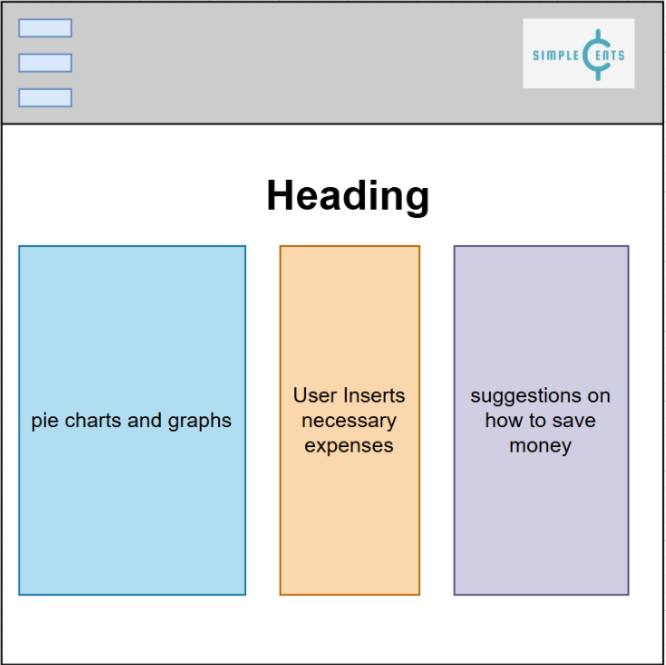 SIMPLE ENTS
Heading
pie charts and graphs
User Inserts
necessary
expenses
suggestions on
how to save
money